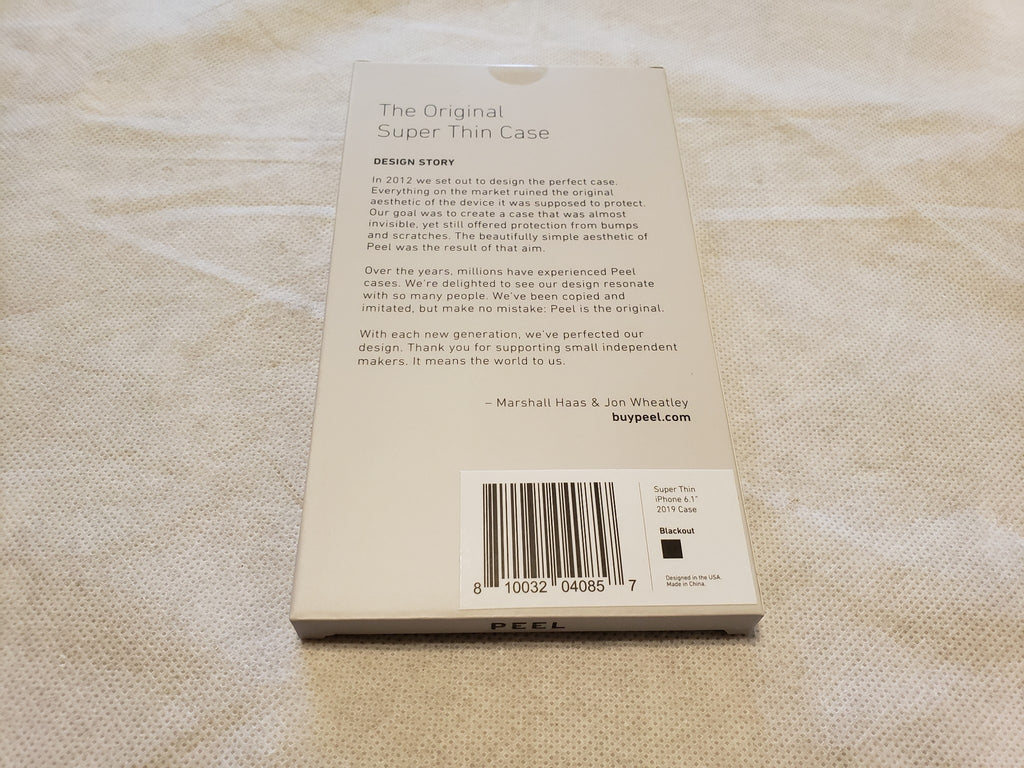 The Original
Super Thin Case
DESIGN STORY
In 2012 we set out to design the perfect case.
Everything on the market ruined the original
aesthetic of the device it was supposed to protect.
Our goal was to create a case that was almost
invisible, yet still offered protection from bumps
and scratches. The beautifully simple aesthetic of
Peel was the result of that aim.
Over the years, millions have experienced Peel
cases. We're delighted to see our design resonate
with so many people. We've been copied and
imitated, but make no mistake: Peel is the original.
With each new generation, we've perfected our
design. Thank you for supporting small independent
makers. It means the world to us.
– Marshall Haas & Jon Wheatley
buypeel.com
Super Thin
iPhone 6.1"
2019 Case
Blackout
Designed in the USA.
Made in China.
8 10032 04085 7
PEEL